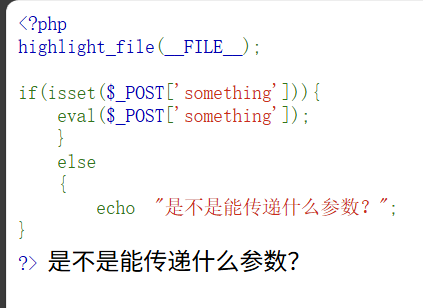 <?php
highlight_file(__FILE__);
if(isset($_POST['something'])){
    eval($_POST['something']);
    }
    else
    {
        echo  "是不是能传递什么参数？";
}
?> 是不是能传递什么参数？